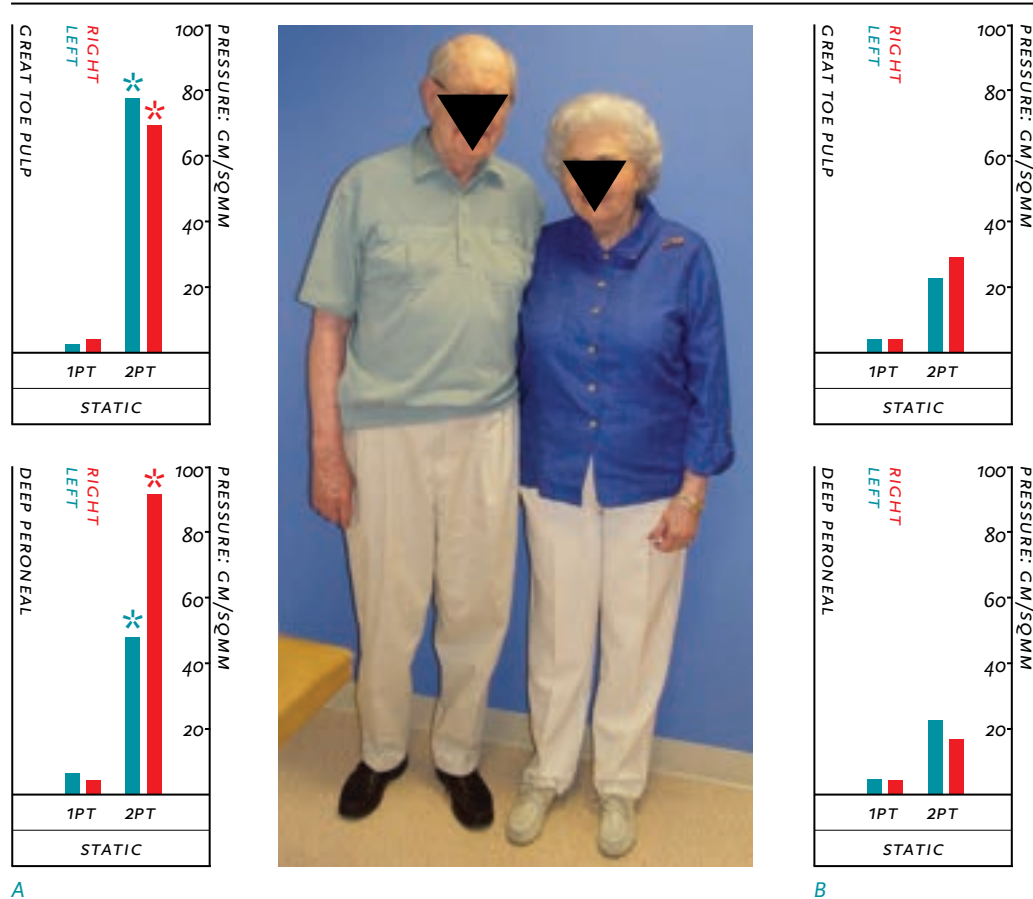 GREAT TOE PULP
LEFT
RIGHT
PRESSURE: GM/SQMM
100
80
60
40
20
*
*
1PT 2PT
STATIC
DEEP PERONEAL
LEFT
RIGHT
PRESSURE: GM/SQMM
100
80
60
40
20
*
*
1PT 2PT
STATIC
A
GREAT TOE PULP
LEFT
RIGHT
PRESSURE: GM/SQMM
100
80
60
40
20
1PT 2PT
STATIC
DEEP PERONEAL
LEFT
RIGHT
PRESSURE: GM/SQMM
100
80
60
40
20
1PT 2PT
STATIC
B